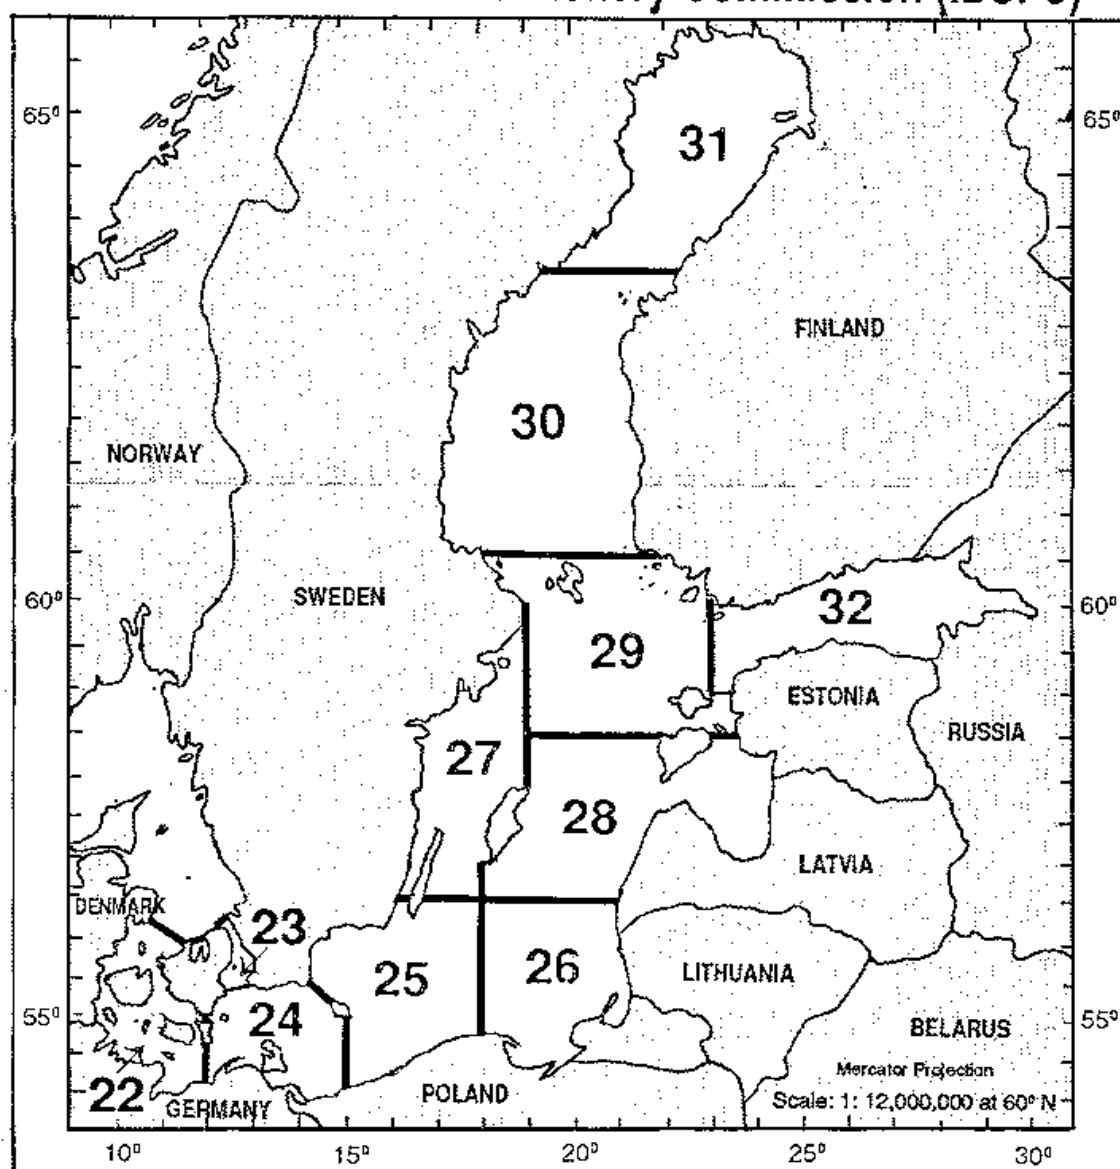 Commission
65° 65°
31
FINLAND
30
NORWAY
SWEDEN
60° 60°
32
29
ESTONIA
RUSSIA
27
28
LATVIA
DENMARK
23
26
25
LITHUANIA
24
55° 55°
BELARUS
Mercator Projection
22
POLAND
GERMANY
Scale: 1: 12,000,000 at 60° N
10° 15° 20° 25° 30°